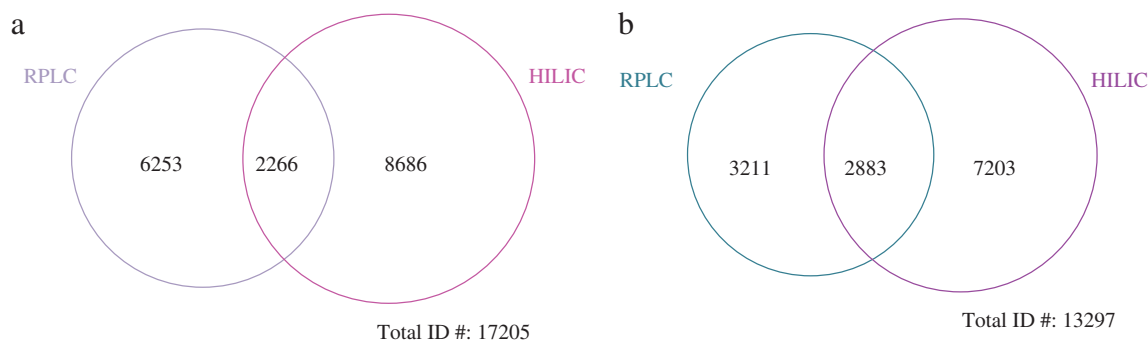 a
RPLC
HILIC
6253
2266
8686
Total ID #: 17205
b
RPLC
HILIC
3211
2883
7203
Total ID #: 13297